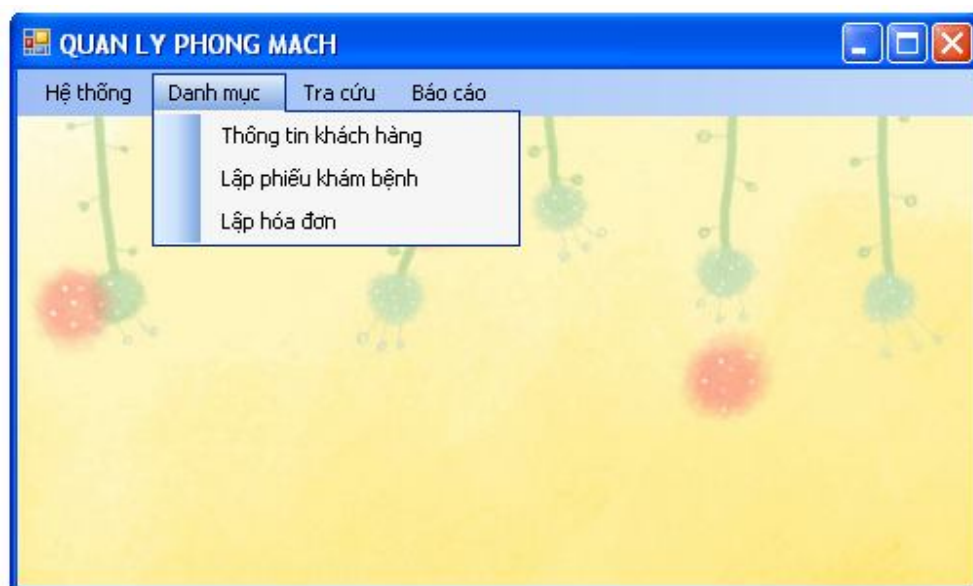 QUAN LY PHONG MACH
Hệ thống Danh mục Tra cứu Báo cáo
Thông tin khách hàng
Lập phiếu khám bệnh
Lập hóa đơn